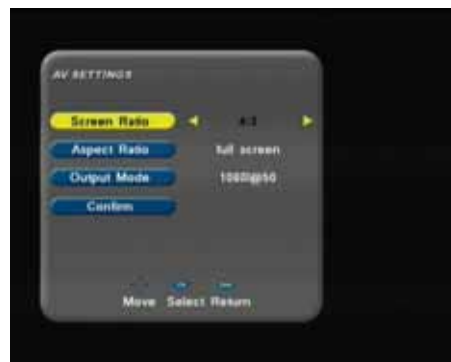 AV SETTINGS
Screen Ratio 4:3
Aspect Ratio full screen
Output Mode 1080i@50
Confirm
Move Select Return